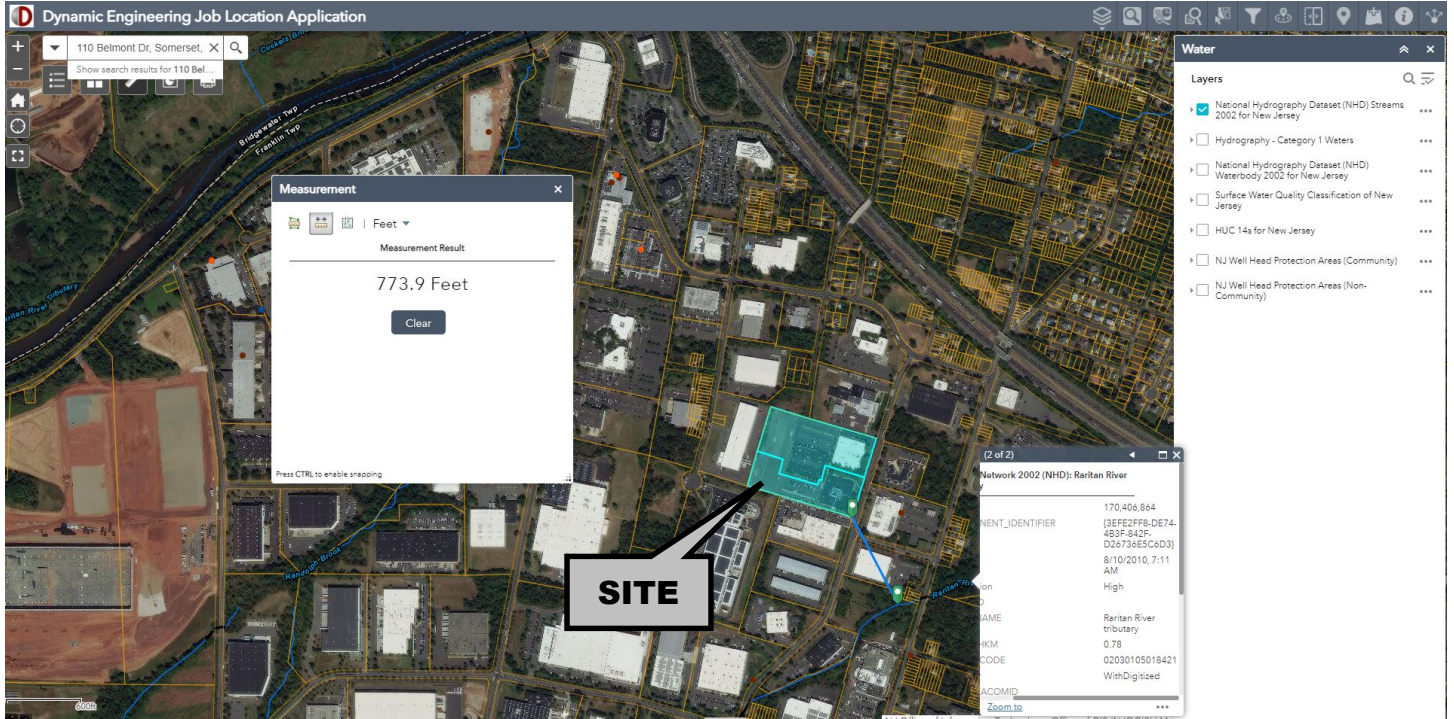 Dynamic Engineering Job Location Application
110 Belmont Dr, Somerset,
Show search results for 110 Bel...
Cuckels
Bridgewater Twp
Franklin Twp
River Tributary
Measurement
Feet
Measurement Result
773.9 Feet
Clear
Press CTRL to enable snapping
Randolph Brook
SITE
600ft
Water
Layers
National Hydrography Dataset (NHD) Streams
2002 for New Jersey
Hydrography - Category 1 Waters
National Hydrography Dataset (NHD)
Waterbody 2002 for New Jersey
Surface Water Quality Classification of New
Jersey
HUC 14s for New Jersey
NJ Well Head Protection Areas (Community)
NJ Well Head Protection Areas (Non-
Community)
(2 of 2)
Network 2002 (NHD): Raritan River
y
170,406,864
NENT_IDENTIFIER
{3EFE2FF8-DE74-
4B3F-842F-
D26736E5C6D3}
8/10/2010, 7:11
AM
ion
High
D
AME
Raritan River
tributary
HKM
0.78
CODE
02030105018421
WithDigitized
ACOMID
Zoom to
Raritan Ri